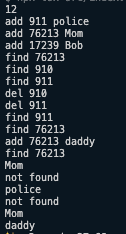 12
add 911 police
add 76213 Mom
add 17239 Bob
find 76213
find 910
find 911
del 910
del 911
find 911
find 76213
add 76213 daddy
find 76213
Mom
not found
police
not found
Mom
daddy